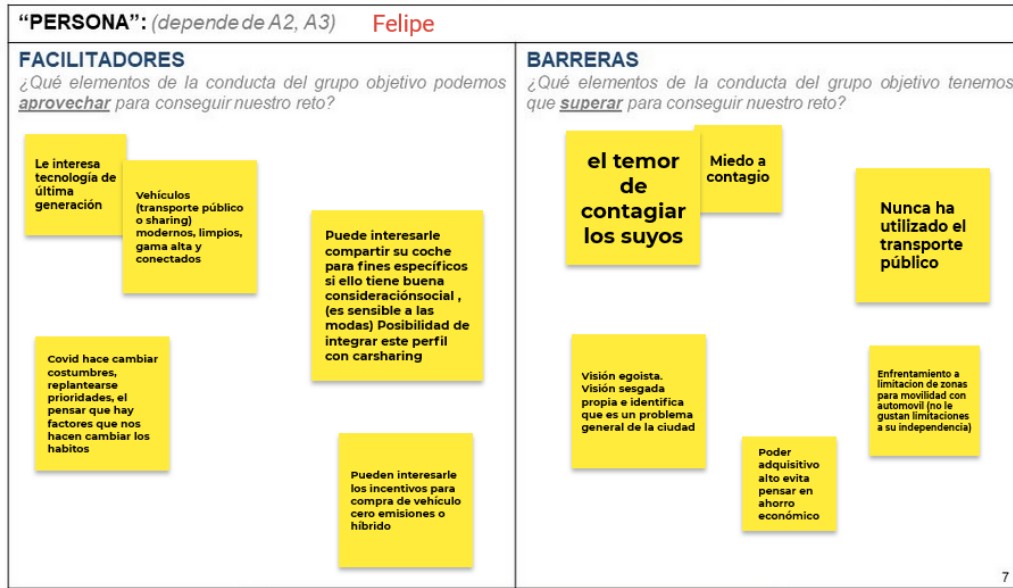 “PERSONA”: (depende de A2, A3) Felipe
FACILITADORES
¿Qué elementos de la conducta del grupo objetivo podemos
aprovechar para conseguir nuestro reto?
Le interesa
tecnología de
última
generación
Vehículos
(transporte público
o sharing)
modernos, limpios,
gama alta y
conectados
Puede interesarle
compartir su coche
para fines específicos
si ello tiene buena
consideraciónsocial ,
(es sensible a las
modas) Posibilidad de
integrar este perfil
con carsharing
Covid hace cambiar
costumbres,
replantearse
prioridades, el
pensar que hay
factores que nos
hacen cambiar los
habitos
Pueden interesarle
los incentivos para
compra de vehículo
cero emisiones o
híbrido
BARRERAS
¿Qué elementos de la conducta del grupo objetivo tenemos
que superar para conseguir nuestro reto?
el temor
de
contagiar
los suyos
Miedo a
contagio
Nunca ha
utilizado el
transporte
público
Visión egoista.
Visión sesgada
propia e identifica
que es un problema
general de la ciudad
Enfrentamiento a
limitacion de zonas
para movilidad con
automovil (no le
gustan limitaciones
a su independencia)
Poder
adquisitivo
alto evita
pensar en
ahorro
económico
7